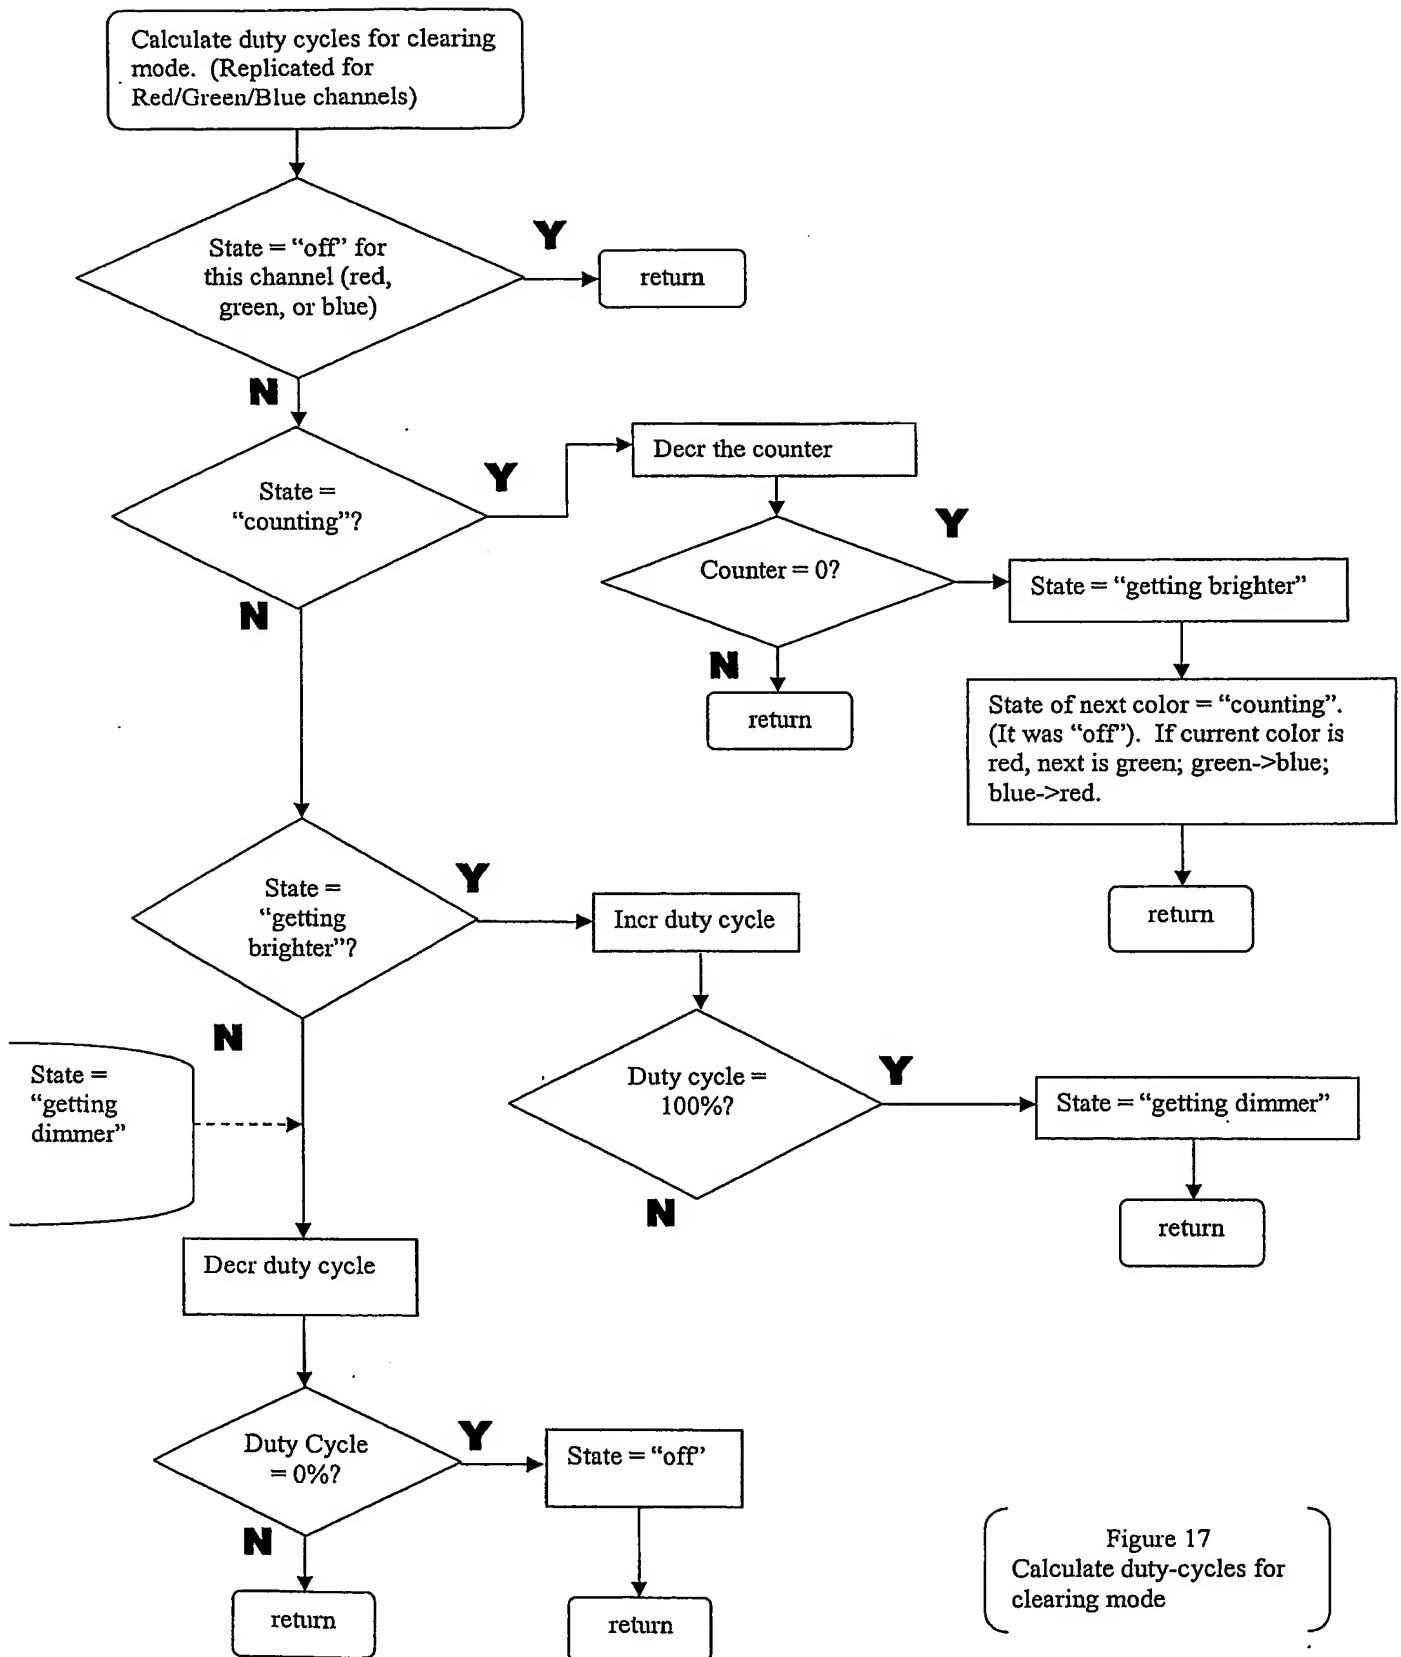 Calculate duty cycles for clearing
mode. (Replicated for
Red/Green/Blue channels)
State = “off” for
this channel (red,
green, or blue)
Y
return
N
State =
“counting”?
Y
Decr the counter
Counter = 0?
Y
State = “getting brighter”
N
return
State of next color = “counting”.
(It was “off”). If current color is
red, next is green; green->blue;
blue->red.
return
N
State =
“getting
brighter”?
Y
Incr duty cycle
Duty cycle =
100%?
Y
State = “getting dimmer”
return
N
N
State =
“getting
dimmer”
Decr duty cycle
Duty Cycle
= 0%?
Y
State = “off”
return
N
return
Figure 17
Calculate duty-cycles for
clearing mode